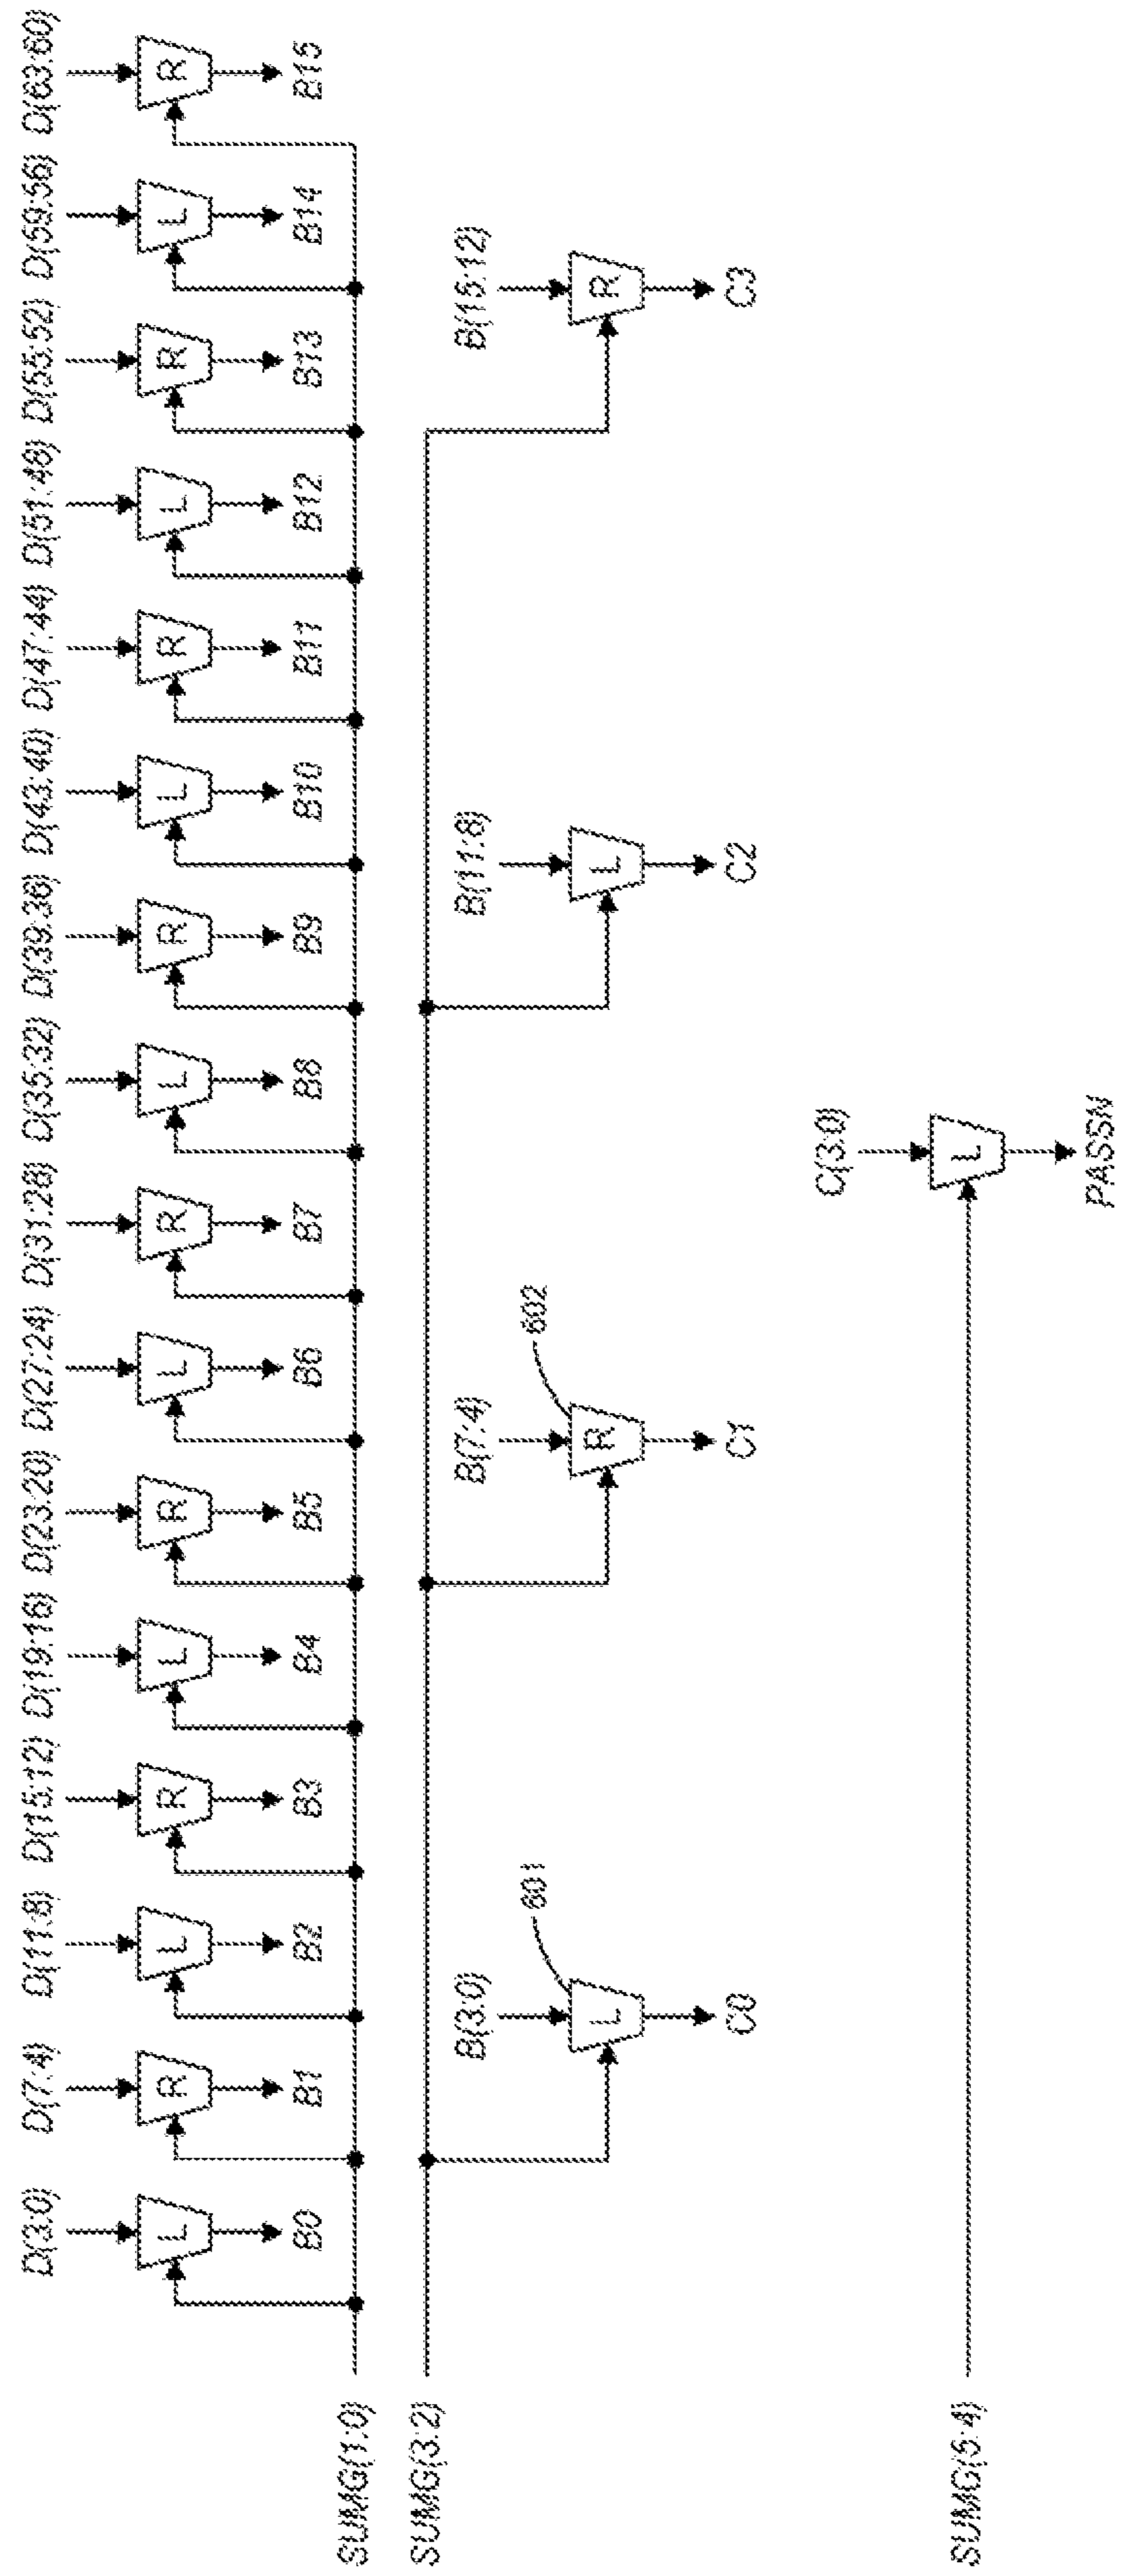 D(3:0) D(7:4) D(11:8) D(15:12) D(19:16) D(23:20) D(27:24) D(31:28) D(35:32) D(39:36) D(43:40) D(47:44) D(51:48) D(55:52) D(59:56) D(63:60)
L R L R L R L R L R L R L R L R
B0 B1 B2 B3 B4 B5 B6 B7 B8 B9 B10 B11 B12 B13 B14 B15
SUMG(1:0)
SUMG(3:2)
B(3:0) B(7:4) B(11:8) B(15:12)
601 602
L R L R
C0 C1 C2 C3
C(3:0)
SUMG(5:4)
L
PASSN